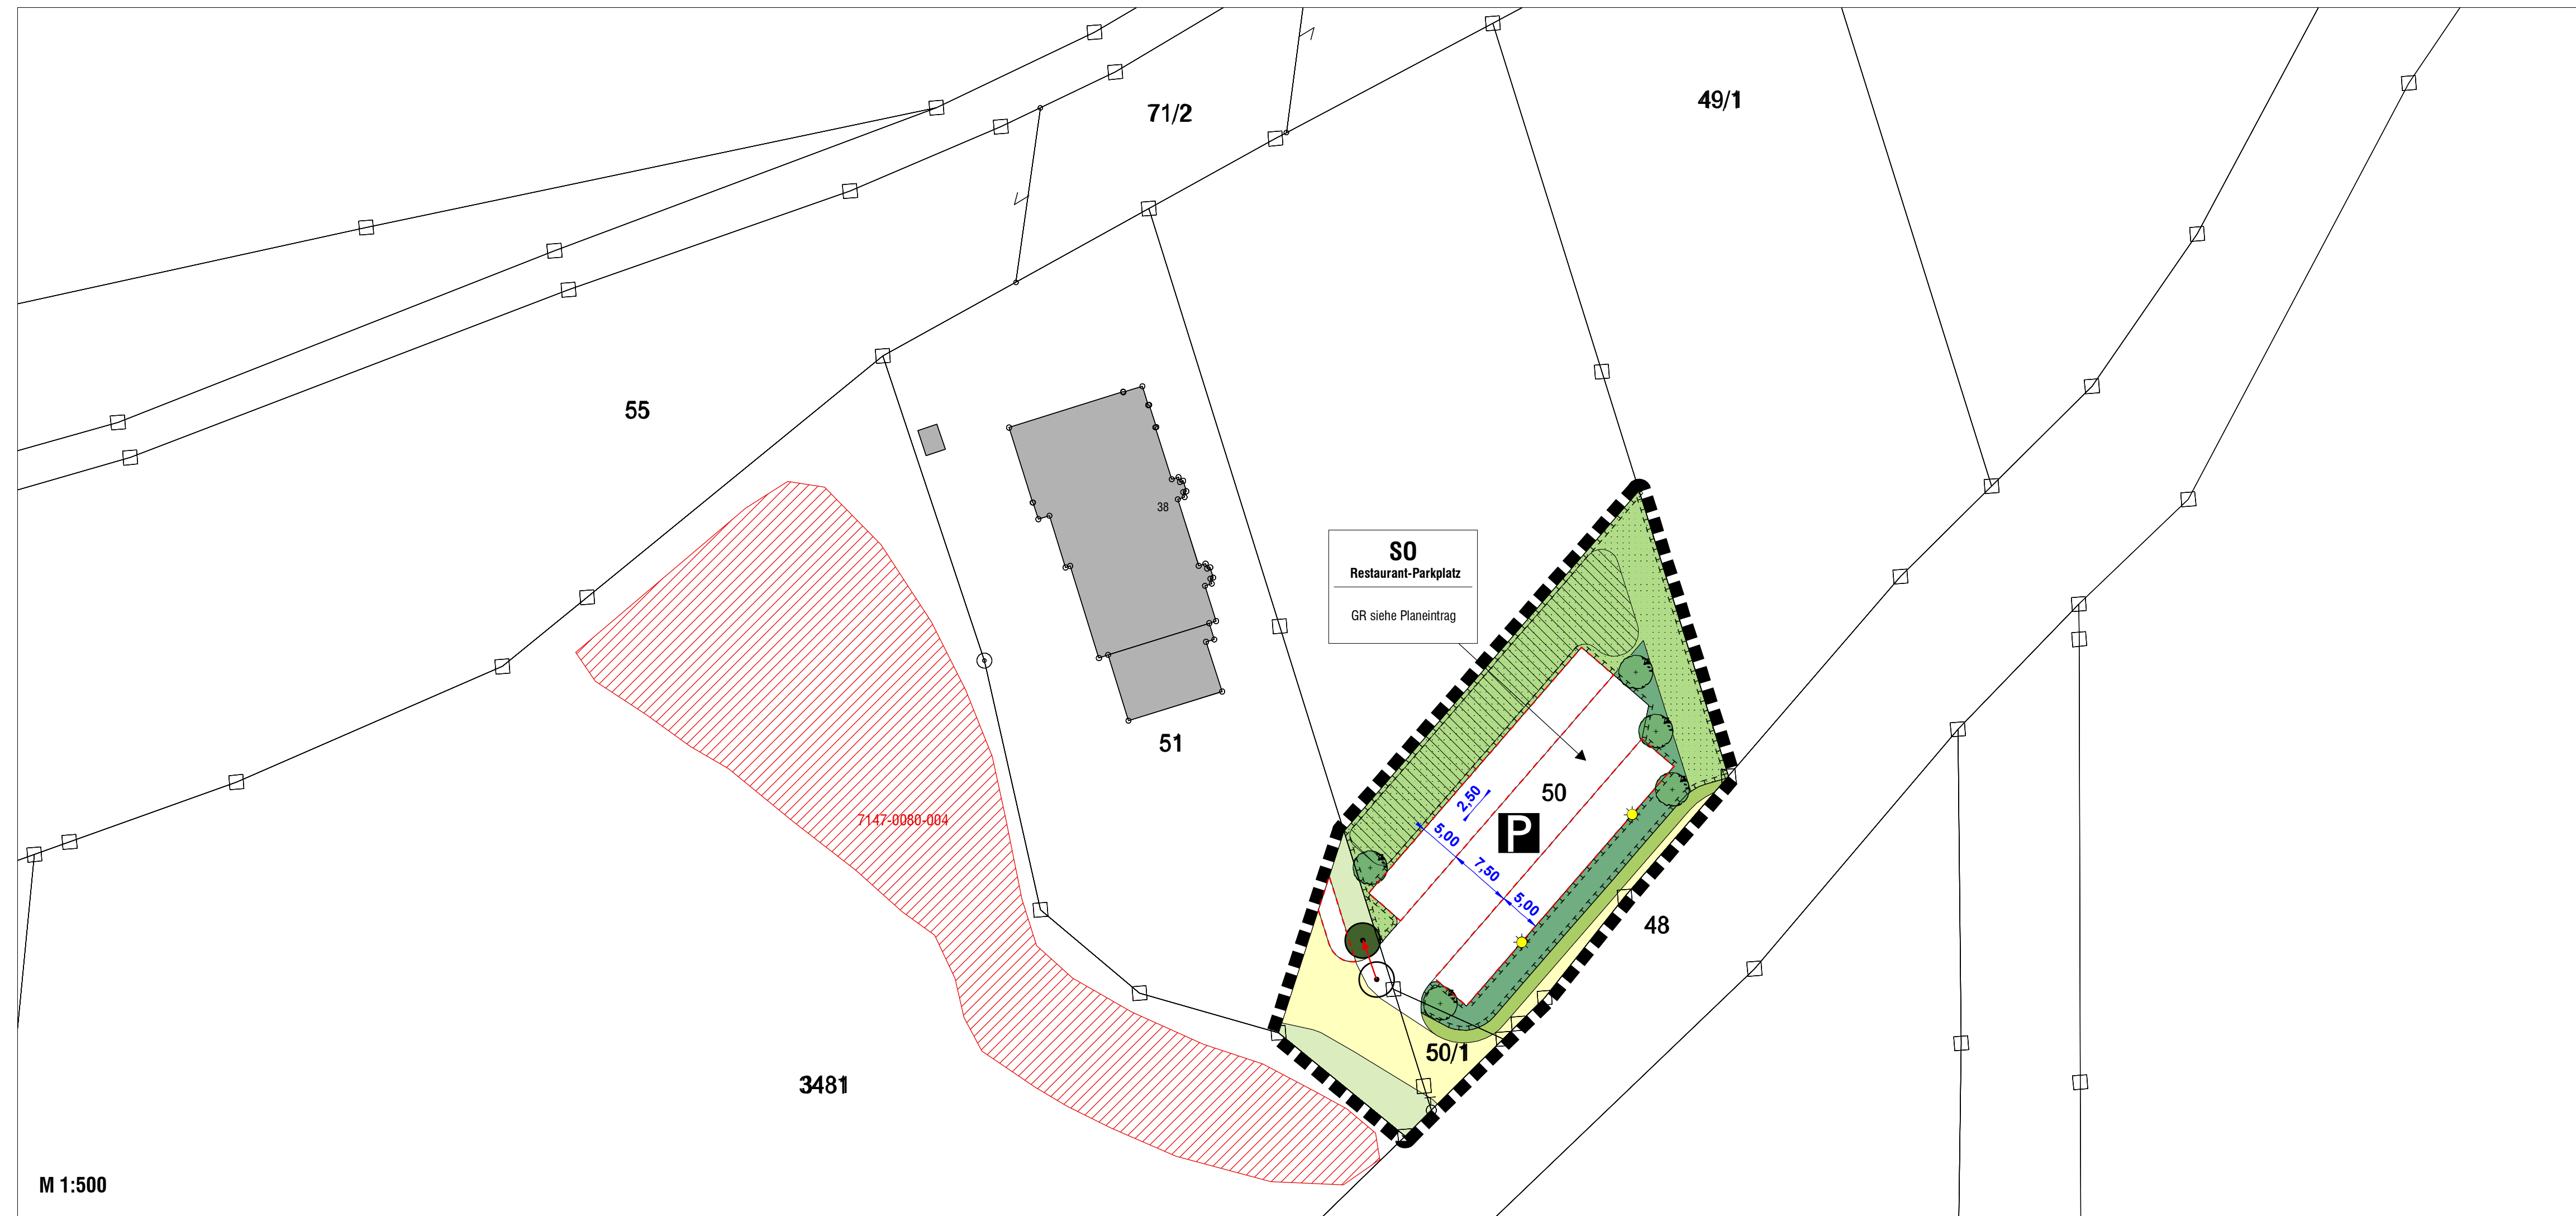 71/2
49/1
55
38
SO
Restaurant-Parkplatz
GR siehe Planeintrag
51
2,50
50
5,00
P
7,50
7147-0080-004
5,00
48
50/1
3481
M 1:500